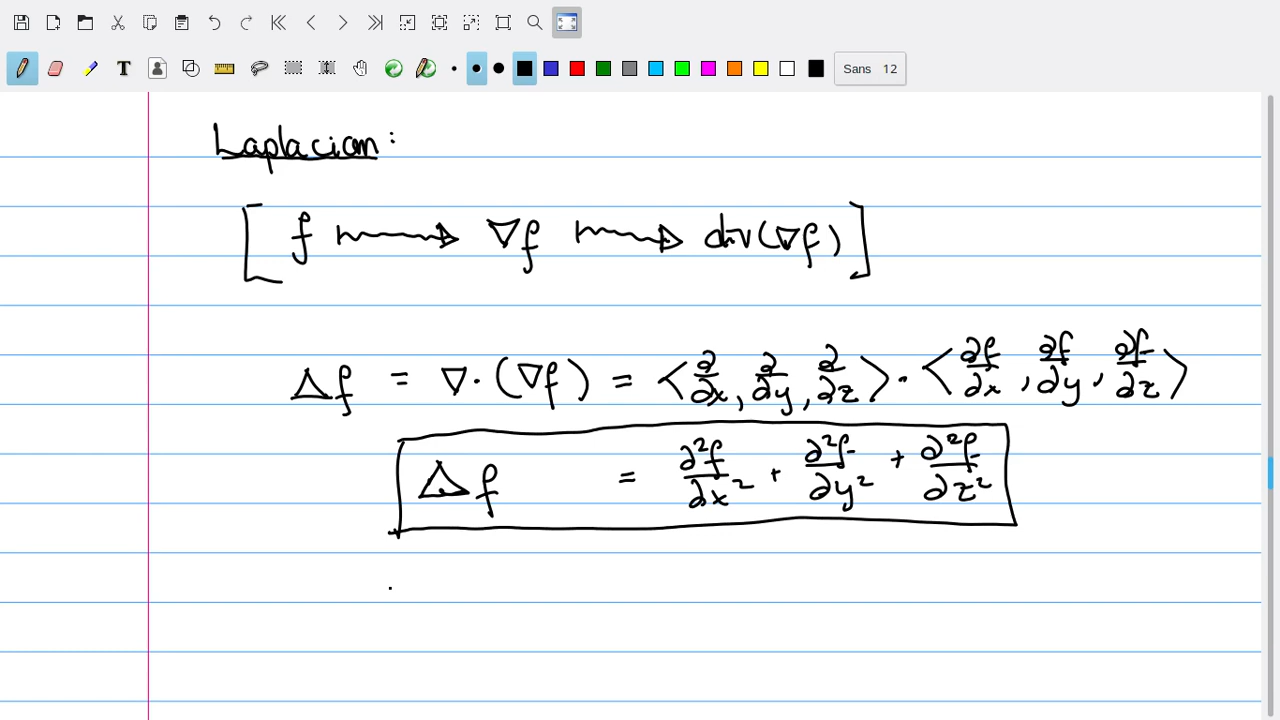 Sans 12
Laplacian:
[ f ⟼ ∇f ⟼ div(∇f) ]
Δf = ∇·(∇f) = ⟨∂/∂x, ∂/∂y, ∂/∂z⟩·⟨∂f/∂x, ∂f/∂y, ∂f/∂z⟩
Δf = ∂²f/∂x² + ∂²f/∂y² + ∂²f/∂z²